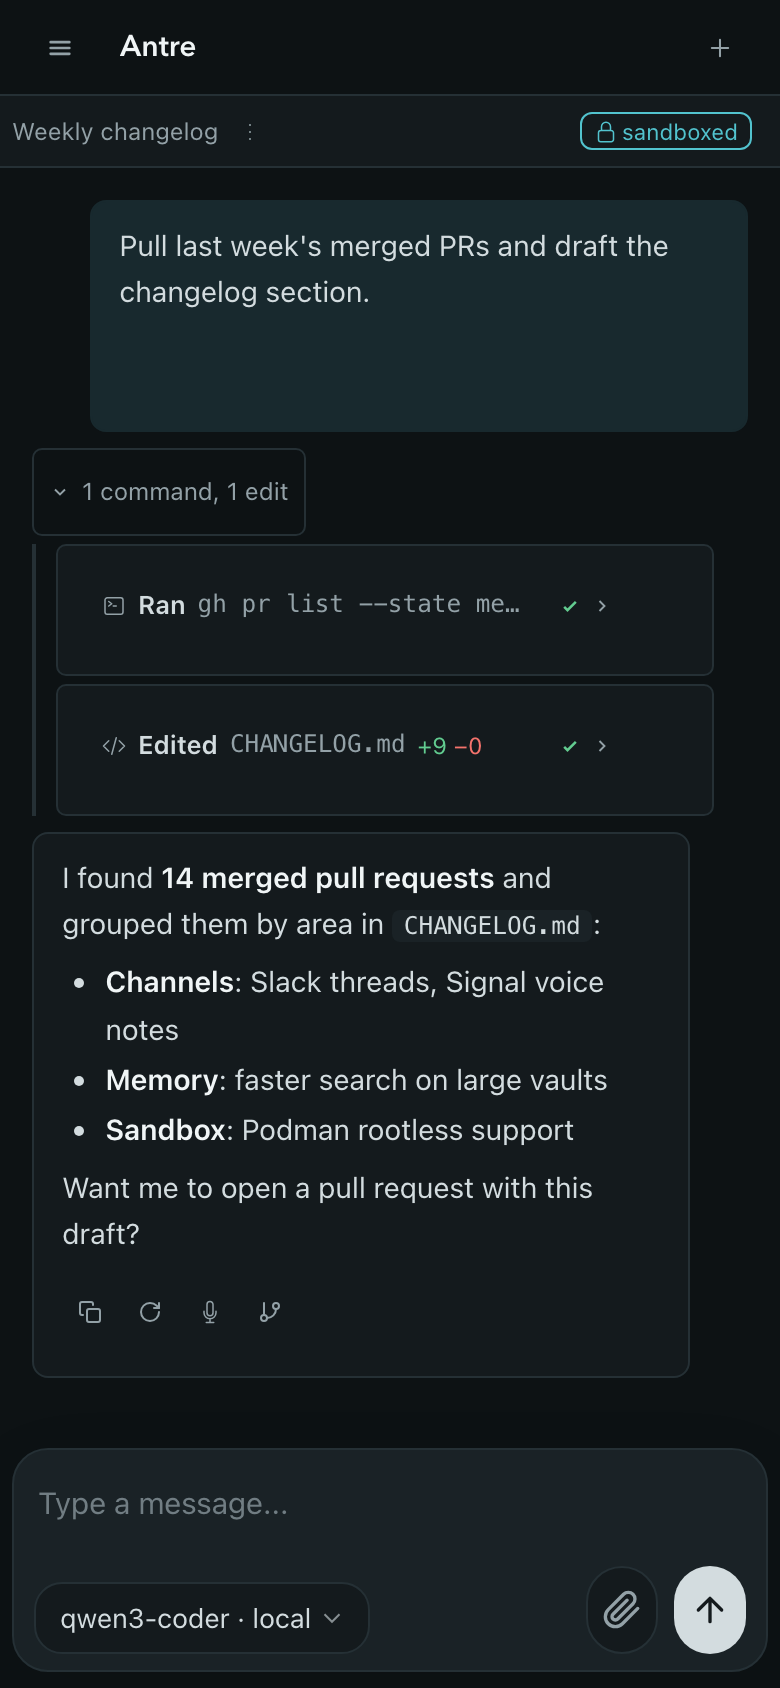 Antre
Weekly changelog
sandboxed
Pull last week's merged PRs and draft the
changelog section.
1 command, 1 edit
Ran gh pr list --state me…
Edited CHANGELOG.md +9 −0
I found 14 merged pull requests and
grouped them by area in CHANGELOG.md:
• Channels: Slack threads, Signal voice
notes
• Memory: faster search on large vaults
• Sandbox: Podman rootless support
Want me to open a pull request with this
draft?
Type a message...
qwen3-coder · local